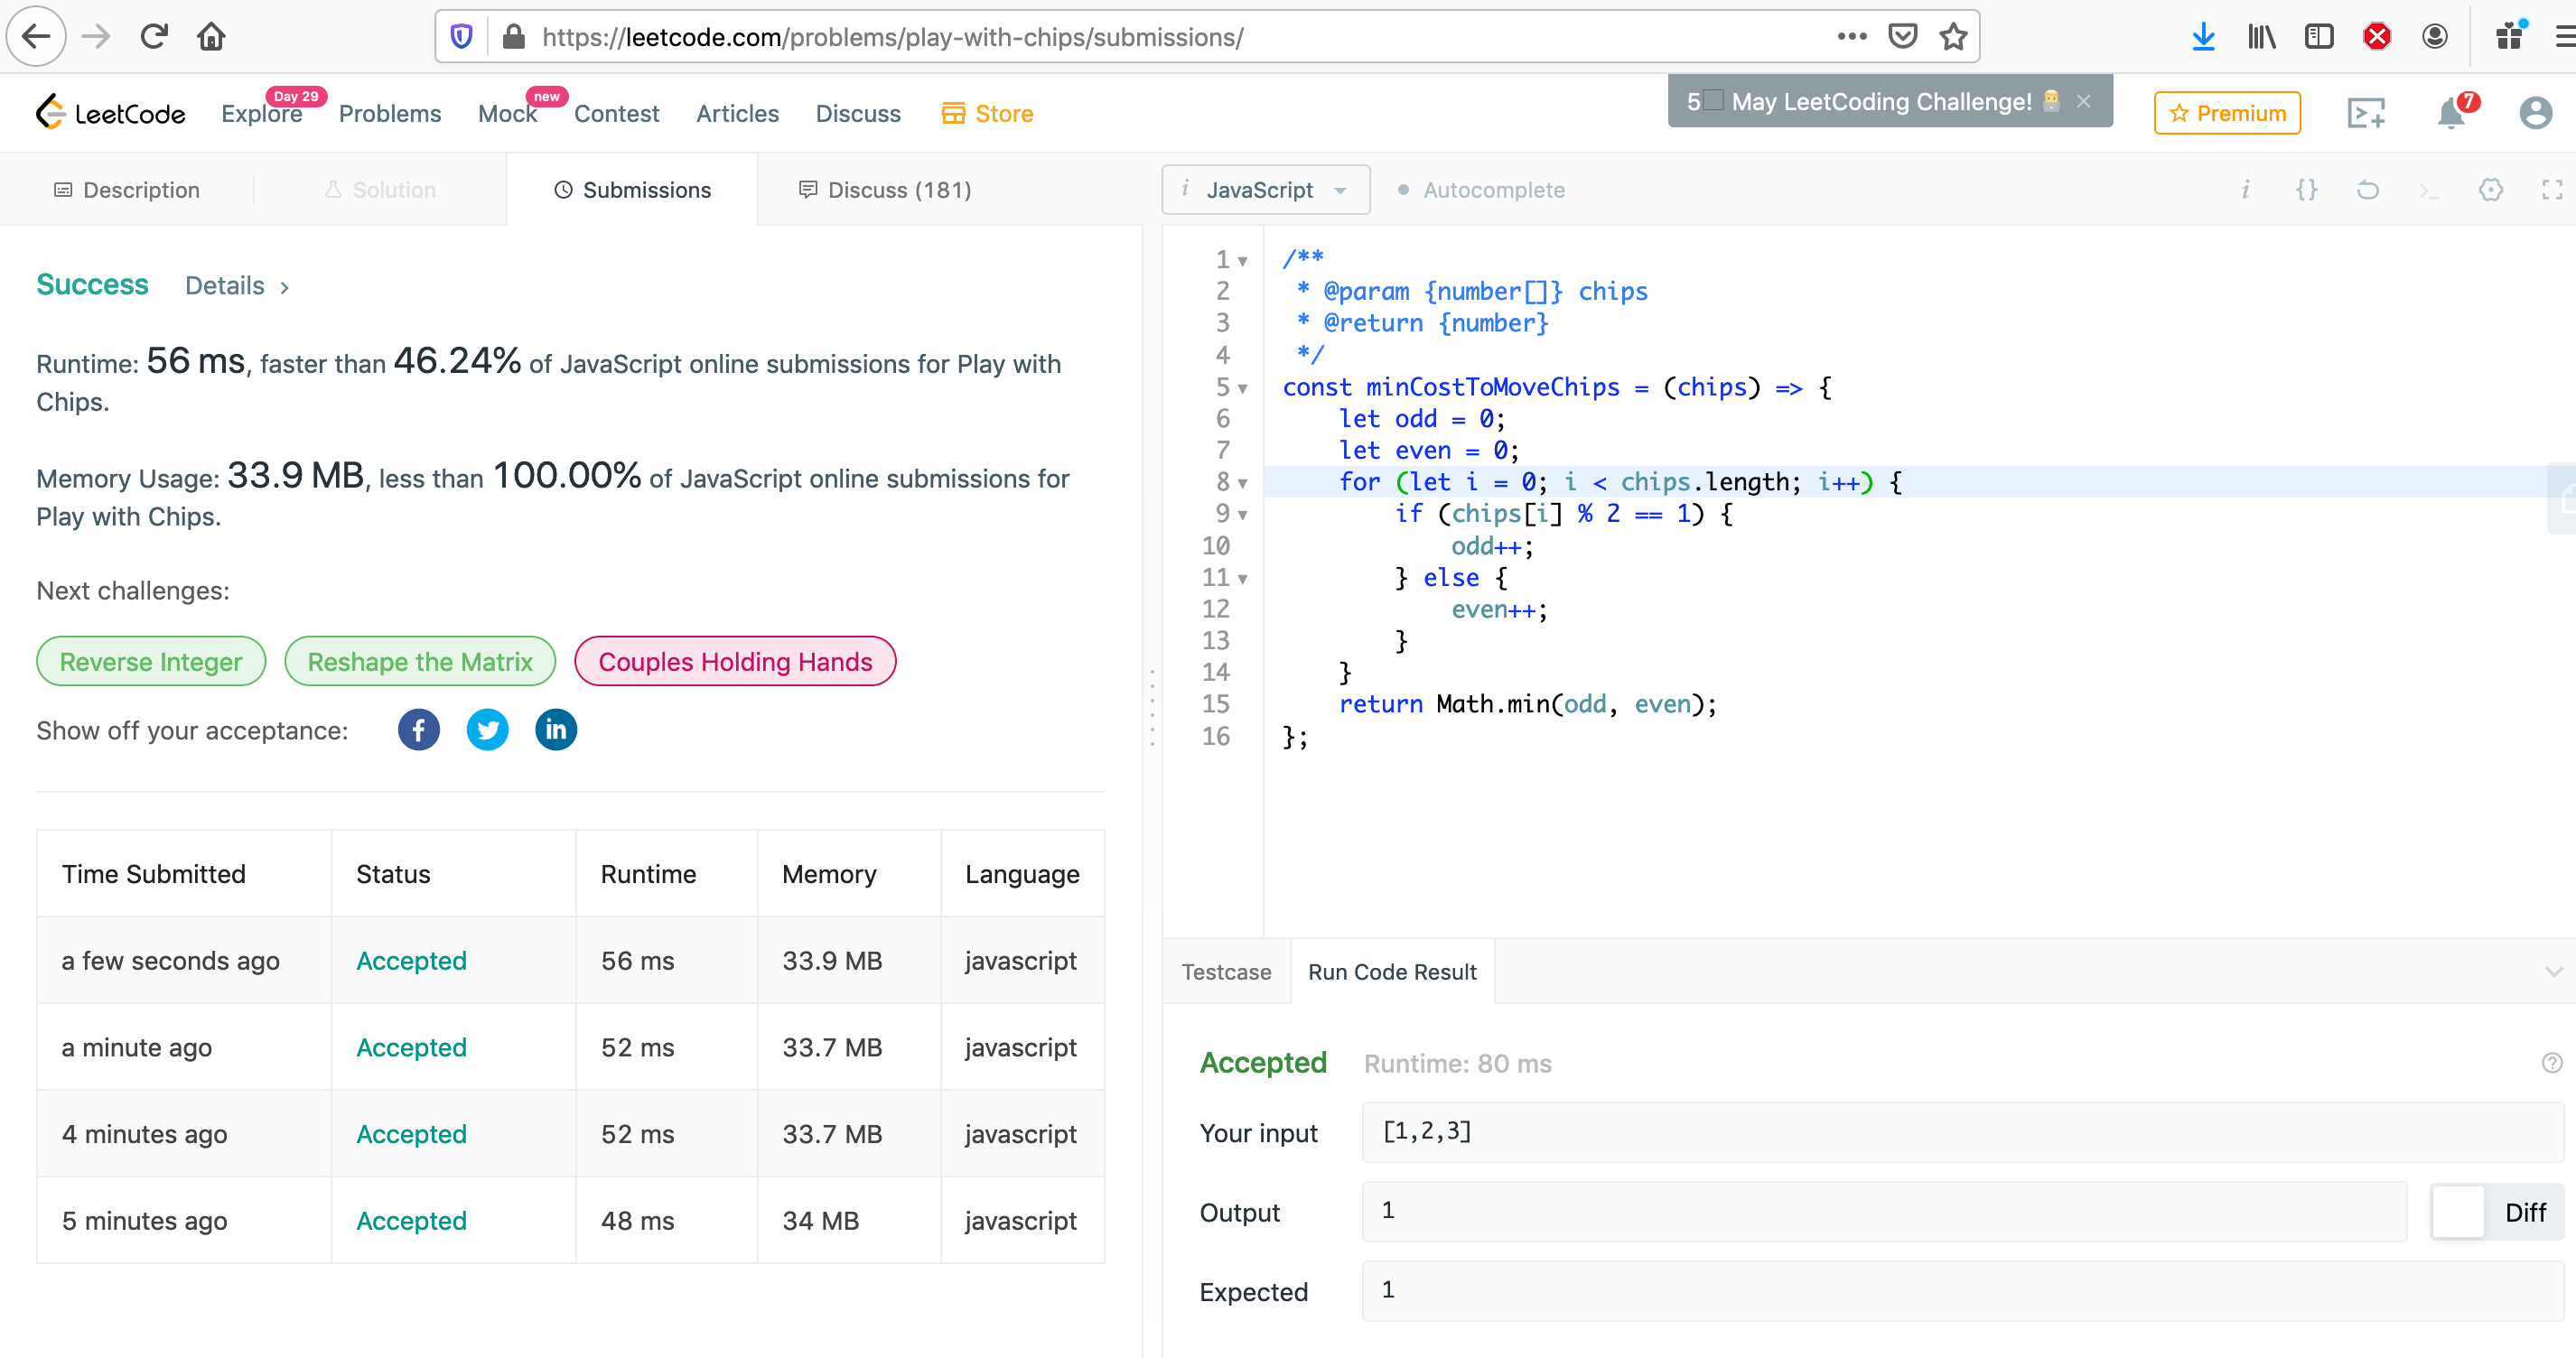 https://leetcode.com/problems/play-with-chips/submissions/
LeetCode
Explore
Day 29
Problems
Mock
new
Contest
Articles
Discuss
Store
5 May LeetCoding Challenge!
Premium
7
Description
Solution
Submissions
Discuss (181)
i JavaScript
Autocomplete
Success
Details
Runtime: 56 ms, faster than 46.24% of JavaScript online submissions for Play with
Chips.
Memory Usage: 33.9 MB, less than 100.00% of JavaScript online submissions for
Play with Chips.
Next challenges:
Reverse Integer
Reshape the Matrix
Couples Holding Hands
Show off your acceptance:
Time Submitted Status Runtime Memory Language
a few seconds ago Accepted 56 ms 33.9 MB javascript
a minute ago Accepted 52 ms 33.7 MB javascript
4 minutes ago Accepted 52 ms 33.7 MB javascript
5 minutes ago Accepted 48 ms 34 MB javascript
1 /**
2 * @param {number[]} chips
3 * @return {number}
4 */
5 const minCostToMoveChips = (chips) => {
6 let odd = 0;
7 let even = 0;
8 for (let i = 0; i < chips.length; i++) {
9 if (chips[i] % 2 == 1) {
10 odd++;
11 } else {
12 even++;
13 }
14 }
15 return Math.min(odd, even);
16 };
Testcase
Run Code Result
Accepted
Runtime: 80 ms
Your input
[1,2,3]
Output
1
Diff
Expected
1